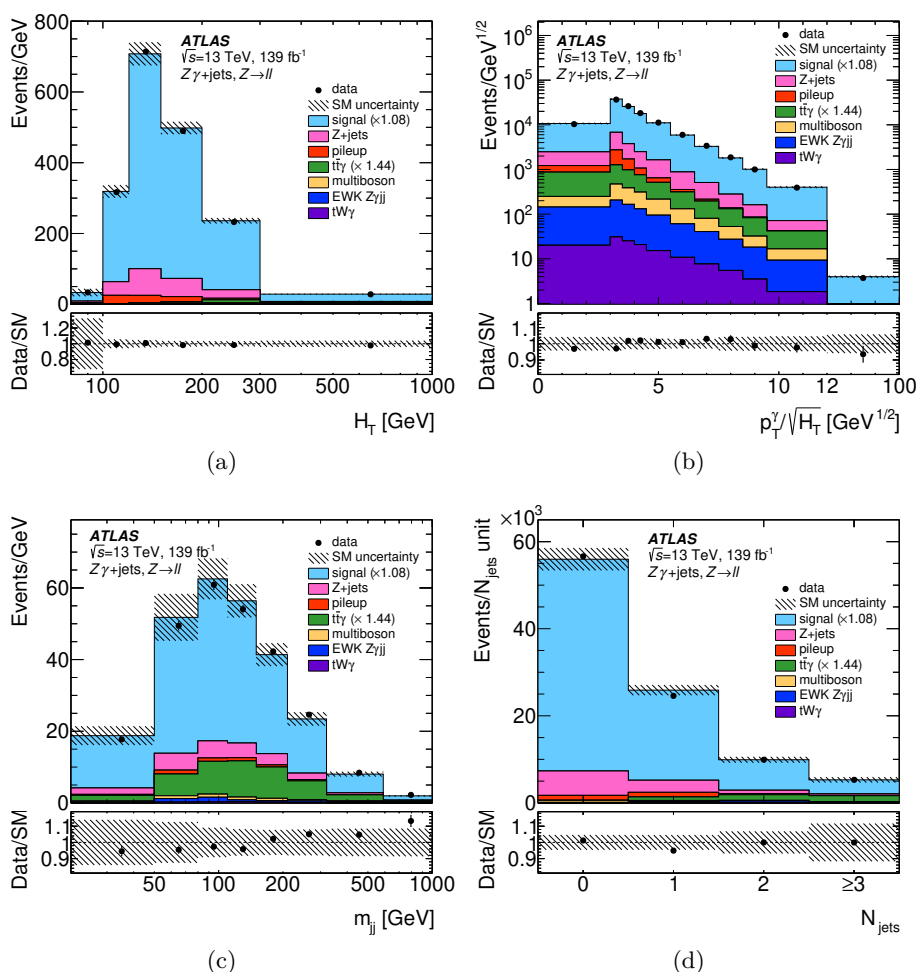 Events/GeV
800
600
400
200
0
ATLAS
√s=13 TeV, 139 fb⁻¹
Zγ+jets, Z→ll
data
SM uncertainty
signal (×1.08)
Z+jets
pileup
tt̄γ (× 1.44)
multiboson
EWK Zγjj
tWγ
Data/SM
1.2
1
0.8
100
200
300
1000
H_T [GeV]
(a)
Events/GeV^1/2
10⁶
10⁵
10⁴
10³
10²
10
1
ATLAS
√s=13 TeV, 139 fb⁻¹
Zγ+jets, Z→ll
data
SM uncertainty
signal (×1.08)
Z+jets
pileup
tt̄γ (× 1.44)
multiboson
EWK Zγjj
tWγ
Data/SM
1.1
1
0.9
0 5 10 12 100
p_T^γ/√H_T [GeV^1/2]
(b)
Events/GeV
60
40
20
0
ATLAS
√s=13 TeV, 139 fb⁻¹
Zγ+jets, Z→ll
data
SM uncertainty
signal (×1.08)
Z+jets
pileup
tt̄γ (× 1.44)
multiboson
EWK Zγjj
tWγ
Data/SM
1.1
1
0.9
50 100 200 1000
m_jj [GeV]
(c)
Events/N_jets unit
×10³
60
40
20
0
ATLAS
√s=13 TeV, 139 fb⁻¹
Zγ+jets, Z→ll
data
SM uncertainty
signal (×1.08)
Z+jets
pileup
tt̄γ (× 1.44)
multiboson
EWK Zγjj
tWγ
Data/SM
1.1
1
0.9
0 1 2 ≥3
N_jets
(d)